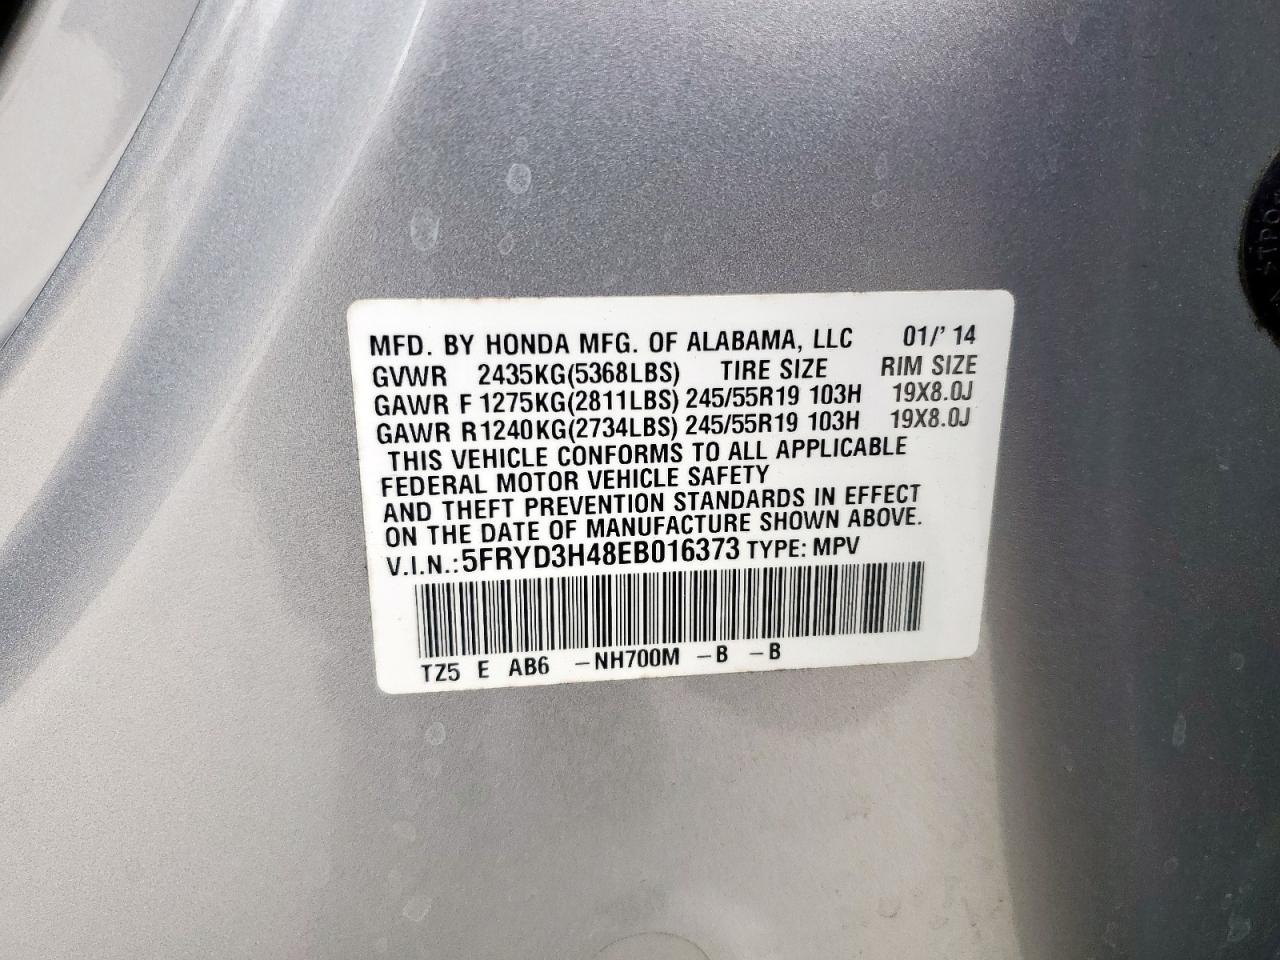 MFD. BY HONDA MFG. OF ALABAMA, LLC 01/' 14
GVWR 2435KG(5368LBS) TIRE SIZE RIM SIZE
GAWR F 1275KG(2811LBS) 245/55R19 103H 19X8.0J
GAWR R1240KG(2734LBS) 245/55R19 103H 19X8.0J
THIS VEHICLE CONFORMS TO ALL APPLICABLE
FEDERAL MOTOR VEHICLE SAFETY
AND THEFT PREVENTION STANDARDS IN EFFECT
ON THE DATE OF MANUFACTURE SHOWN ABOVE.
V.I.N.: 5FRYD3H48EB016373 TYPE: MPV
TZ5 E AB6 -NH700M -B -B